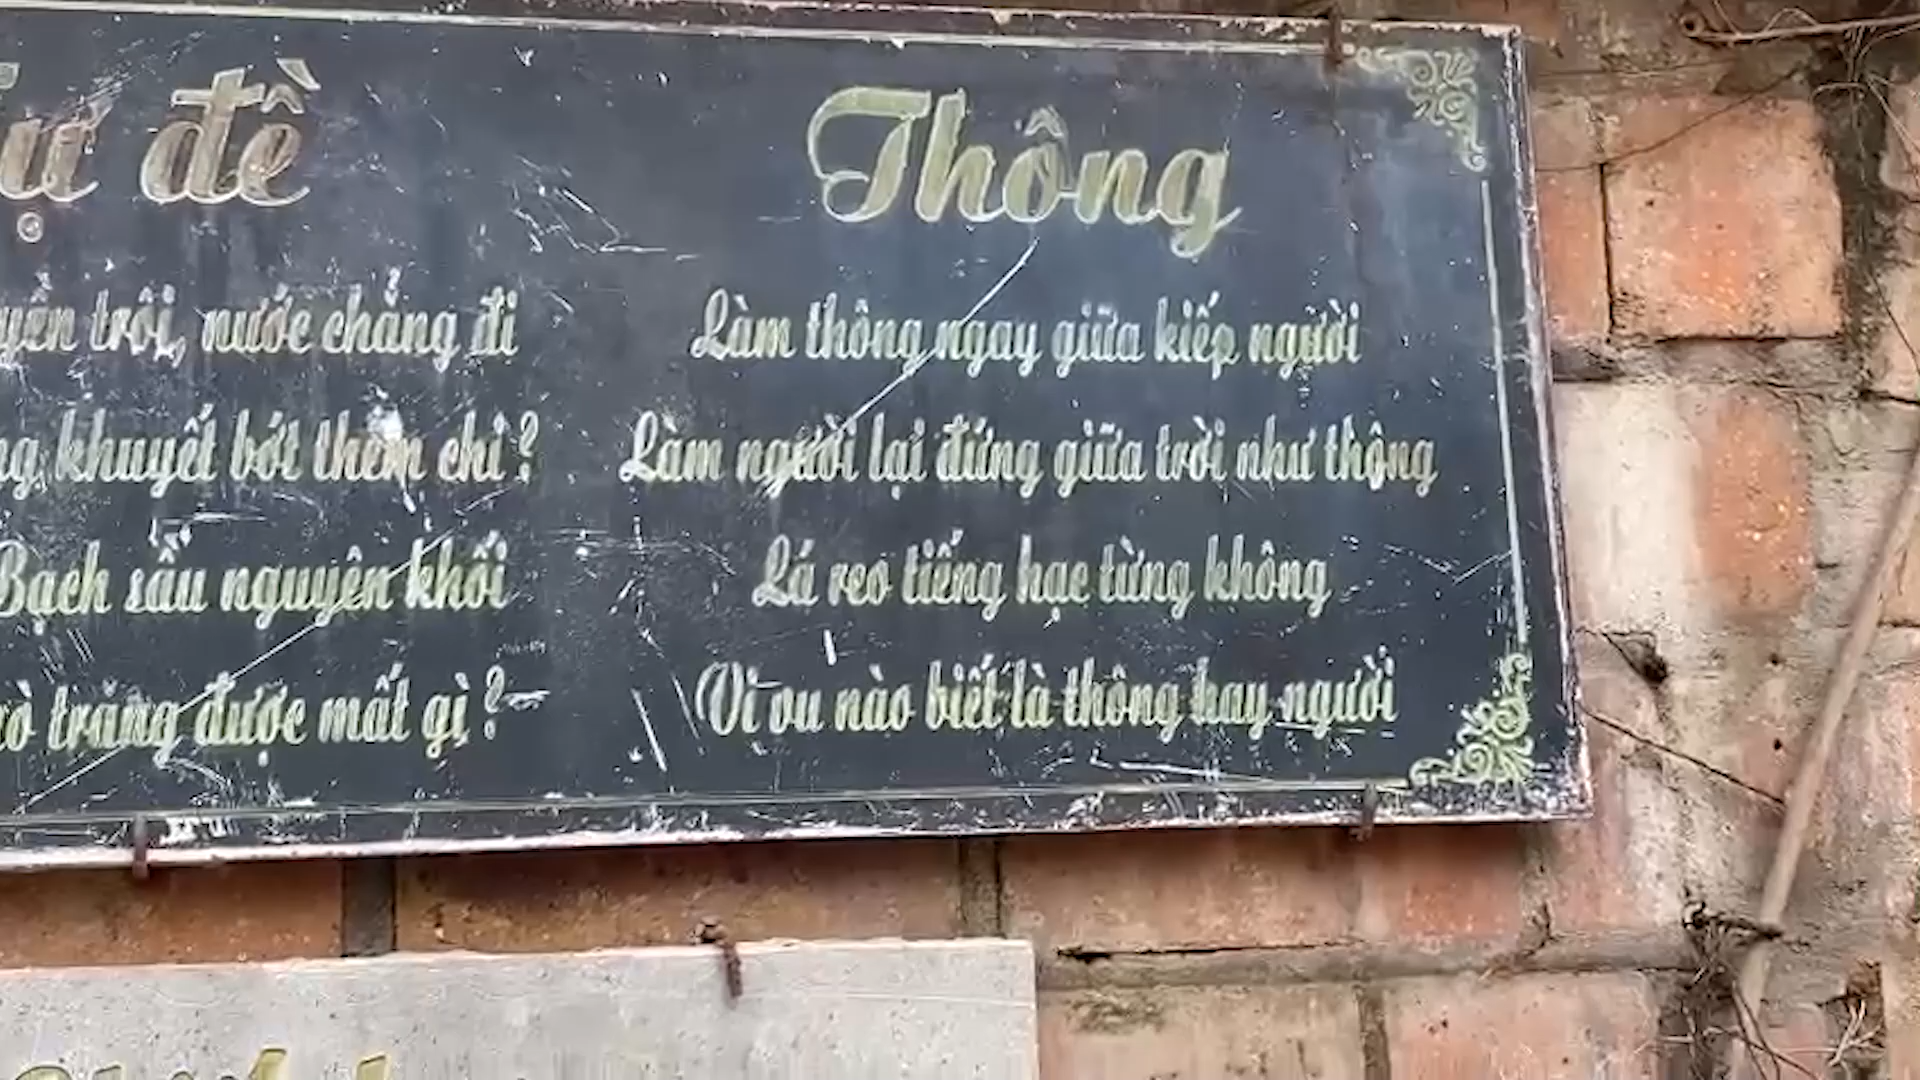 đề
trôi, nước chẳng đi
khuyết bớt thêm chi?
Bạch sầu nguyên khối
trăng được mất gì?
Thông
Làm thông ngay giữa kiếp người
Làm người lại đứng giữa trời như thông
Lá reo tiếng hạc từng không
Vi vu nào biết là thông hay người